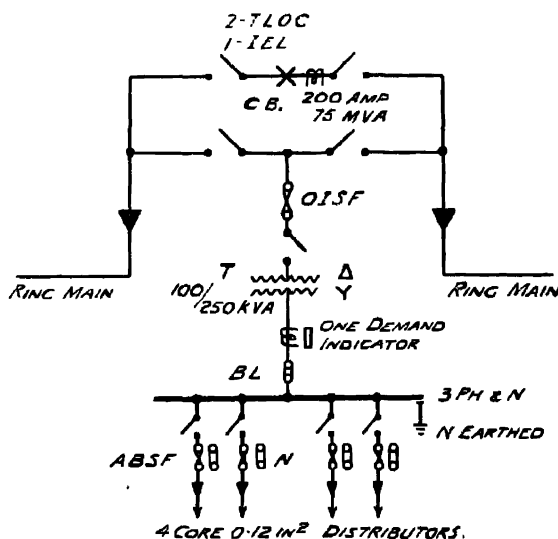 2-TLOC
1-IEL
C B.
200 AMP
75 MVA
OISF
T
Δ
100/
250 KVA
Y
RING MAIN
RING MAIN
ONE DEMAND
INDICATOR
BL
3 PH & N
N EARTHED
ABSF
N
4 CORE 0·12 IN² DISTRIBUTORS.